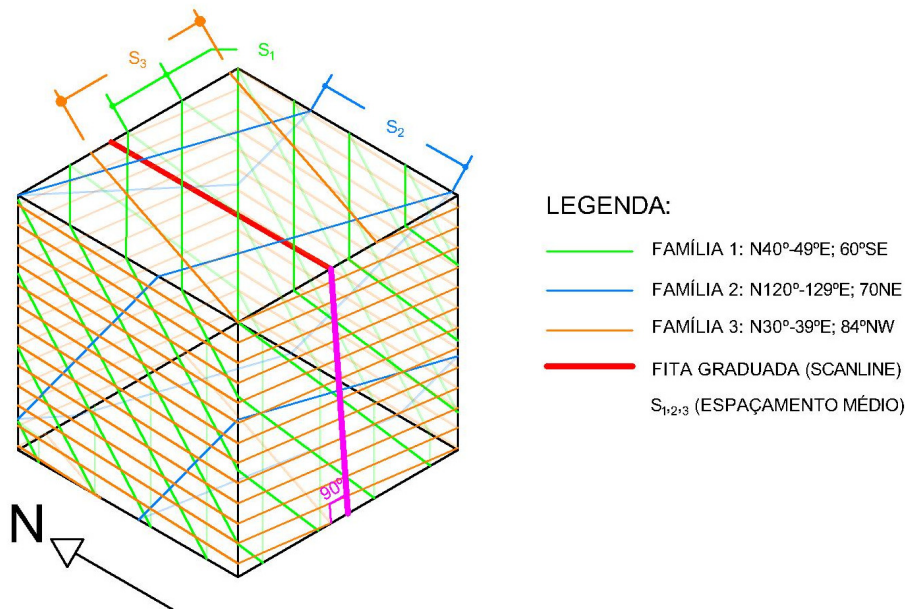 S₃
S₁
S₂
90º
N
LEGENDA:
FAMÍLIA 1: N40º-49ºE; 60ºSE
FAMÍLIA 2: N120º-129ºE; 70NE
FAMÍLIA 3: N30º-39ºE; 84ºNW
FITA GRADUADA (SCANLINE)
S₁,₂,₃ (ESPAÇAMENTO MÉDIO)